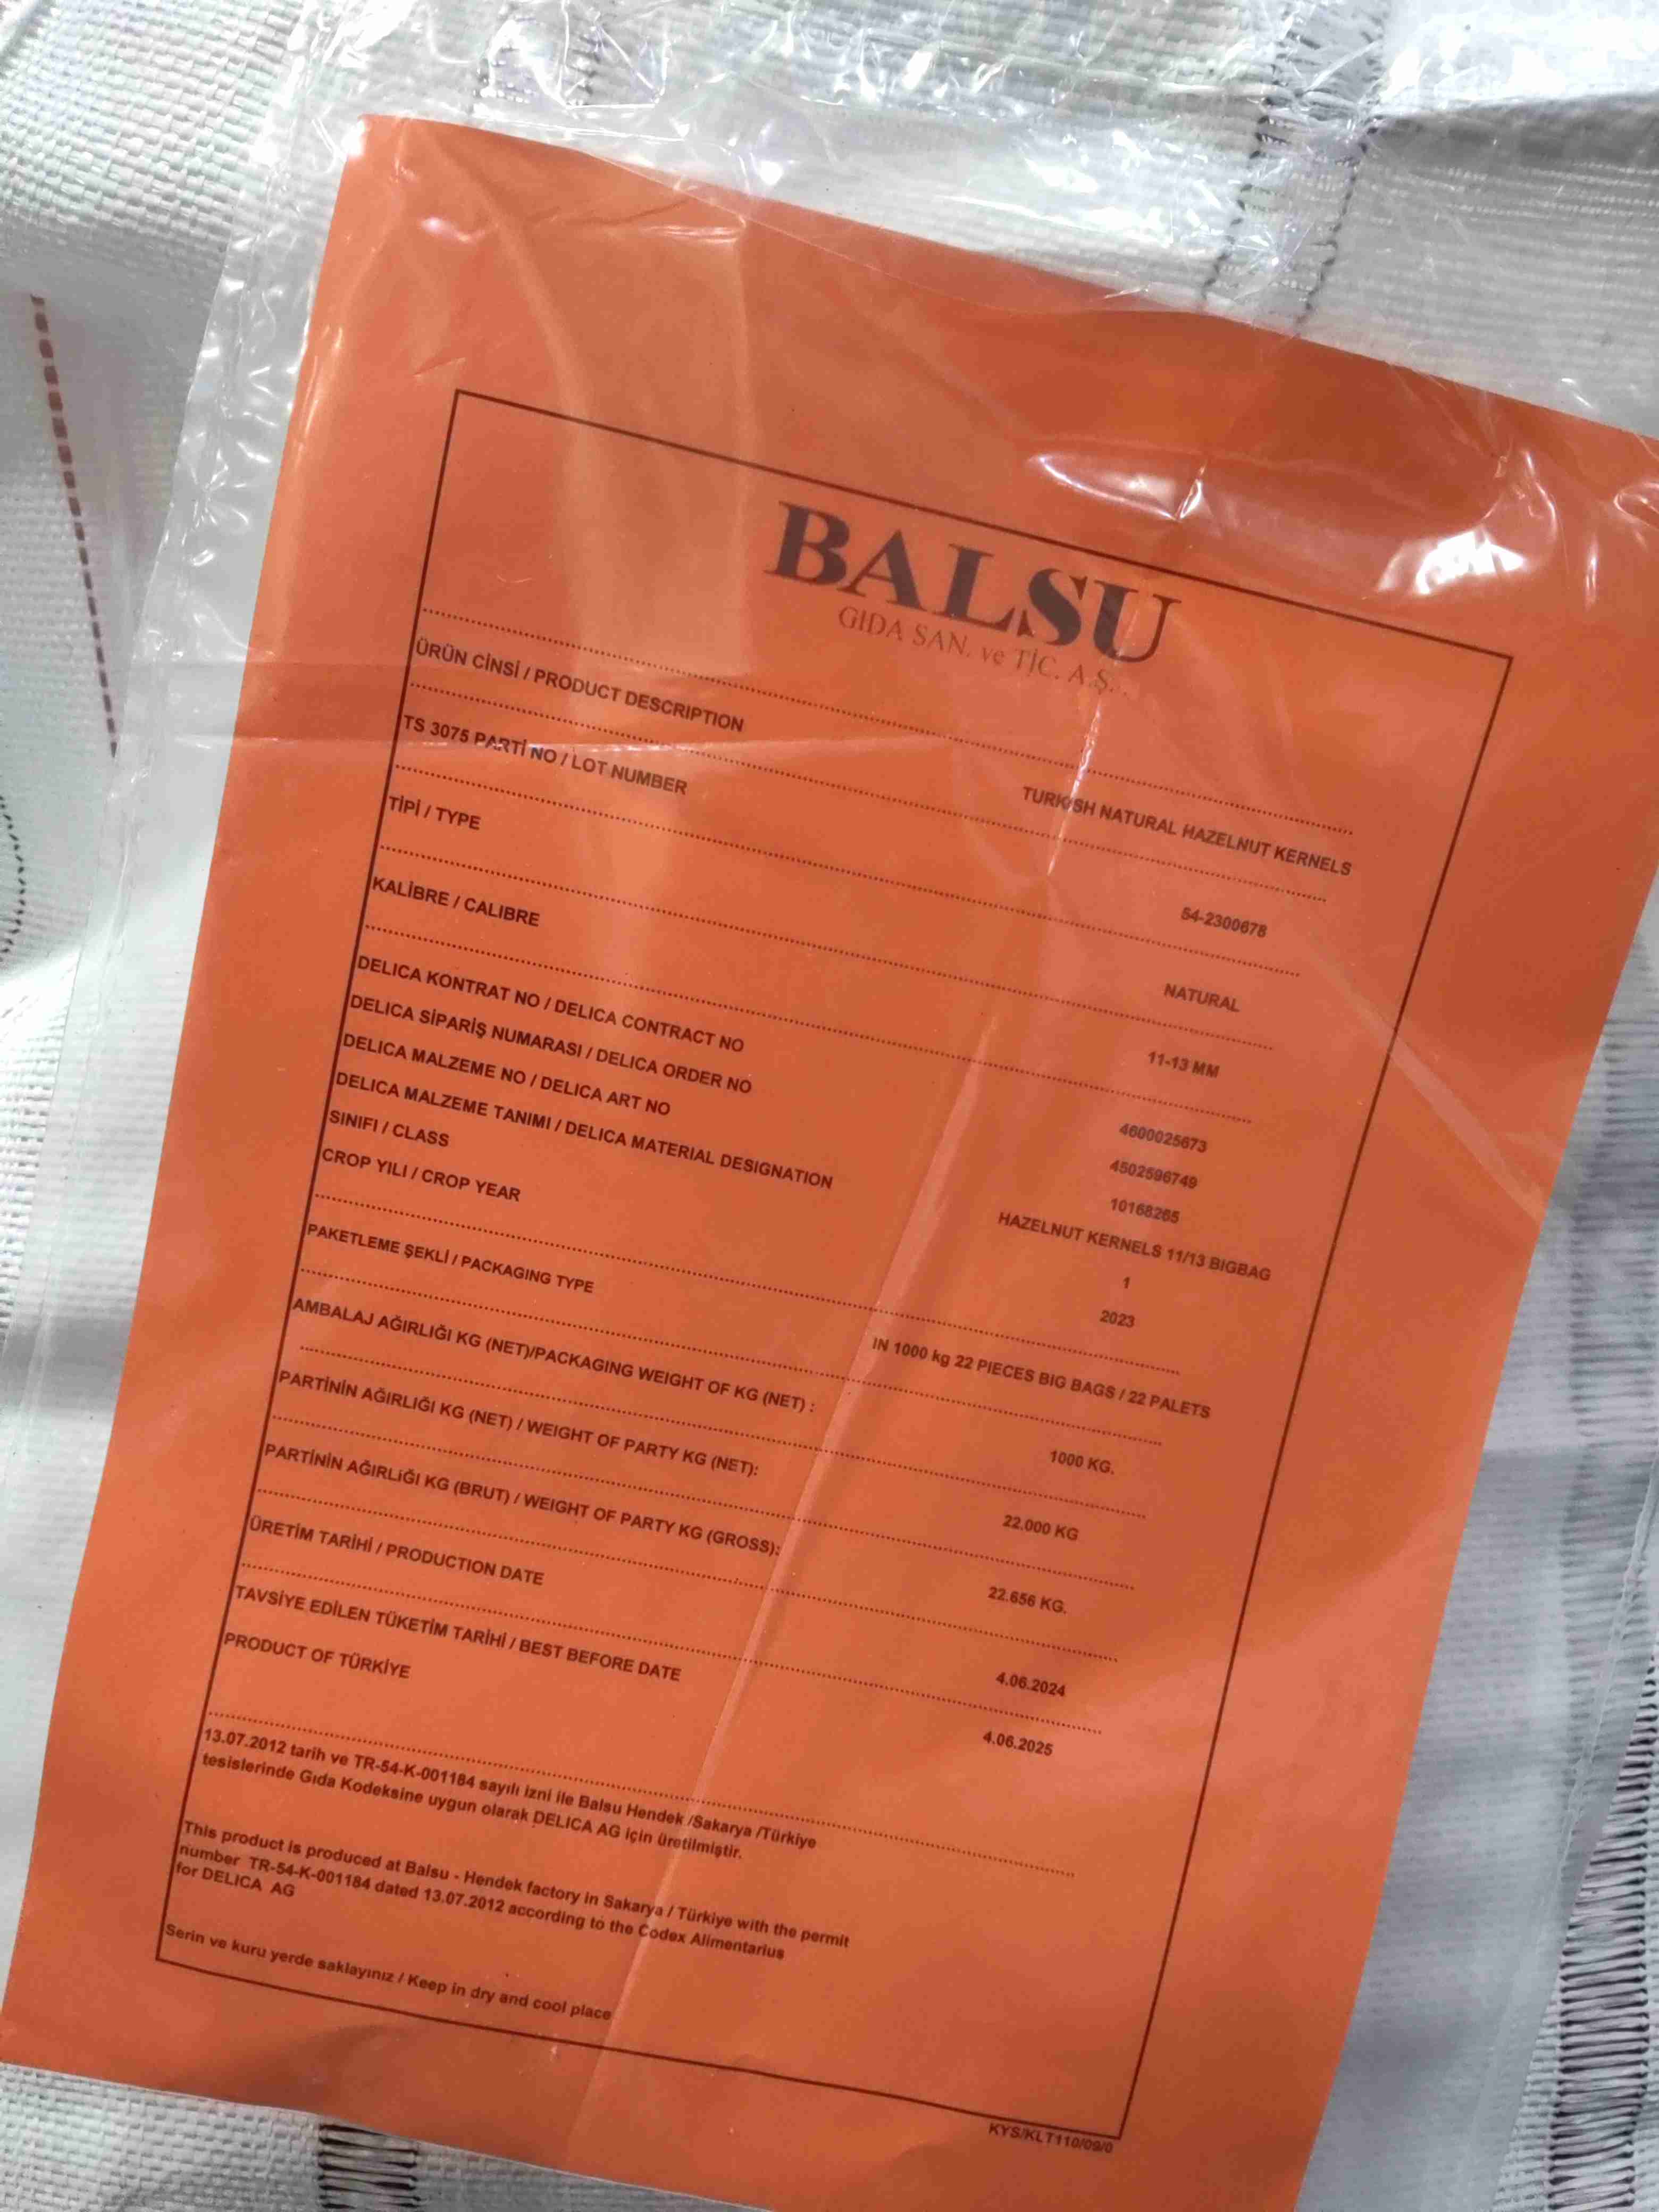 BALSU
GIDA SAN. ve TİC. A.Ş.
ÜRÜN CİNSİ / PRODUCT DESCRIPTION
TURKISH NATURAL HAZELNUT KERNELS
TS 3075 PARTİ NO / LOT NUMBER
54-2300678
TİPİ / TYPE
NATURAL
KALİBRE / CALIBRE
11-13 MM
DELICA KONTRAT NO / DELICA CONTRACT NO
4600025673
DELICA SİPARİŞ NUMARASI / DELICA ORDER NO
4502596749
DELICA MALZEME NO / DELICA ART NO
10168265
DELICA MALZEME TANIMI / DELICA MATERIAL DESIGNATION
HAZELNUT KERNELS 11/13 BIGBAG
SINIFI / CLASS
1
CROP YILI / CROP YEAR
2023
PAKETLEME ŞEKLİ / PACKAGING TYPE
IN 1000 kg 22 PIECES BIG BAGS / 22 PALETS
AMBALAJ AĞIRLIĞI KG (NET)/PACKAGING WEIGHT OF KG (NET) :
1000 KG.
PARTİNİN AĞIRLIĞI KG (NET) / WEIGHT OF PARTY KG (NET):
22.000 KG
PARTİNİN AĞIRLIĞI KG (BRUT) / WEIGHT OF PARTY KG (GROSS):
22.656 KG.
ÜRETİM TARİHİ / PRODUCTION DATE
4.06.2024
TAVSİYE EDİLEN TÜKETİM TARİHİ / BEST BEFORE DATE
4.06.2025
PRODUCT OF TÜRKİYE
13.07.2012 tarih ve TR-54-K-001184 sayılı izni ile Balsu Hendek /Sakarya /Türkiye
tesislerinde Gıda Kodeksine uygun olarak DELICA AG için üretilmiştir.
This product is produced at Balsu - Hendek factory in Sakarya / Türkiye with the permit
number TR-54-K-001184 dated 13.07.2012 according to the Codex Alimentarius
for DELICA AG
Serin ve kuru yerde saklayınız / Keep in dry and cool place
KYS/KLT110/09/0